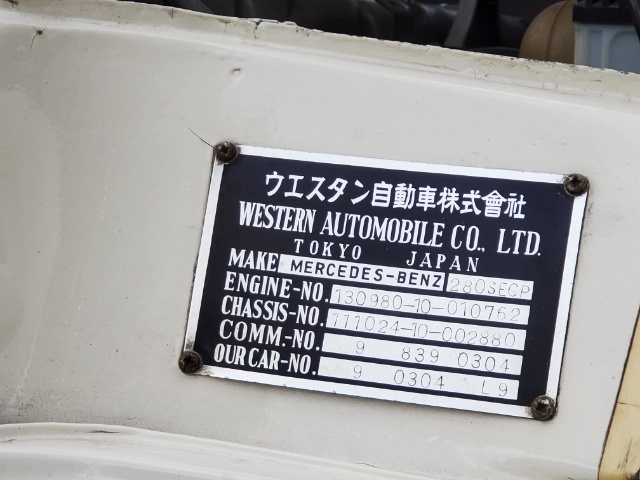 ウエスタン自動車株式會社
WESTERN AUTOMOBILE CO., LTD.
TOKYO JAPAN
MAKE MERCEDES-BENZ 280SECP
ENGINE-NO. 130980-10-010762
CHASSIS-NO. 111024-10-002880
COMM.-NO. 9 839 0304
OUR CAR-NO. 9 0304 L9